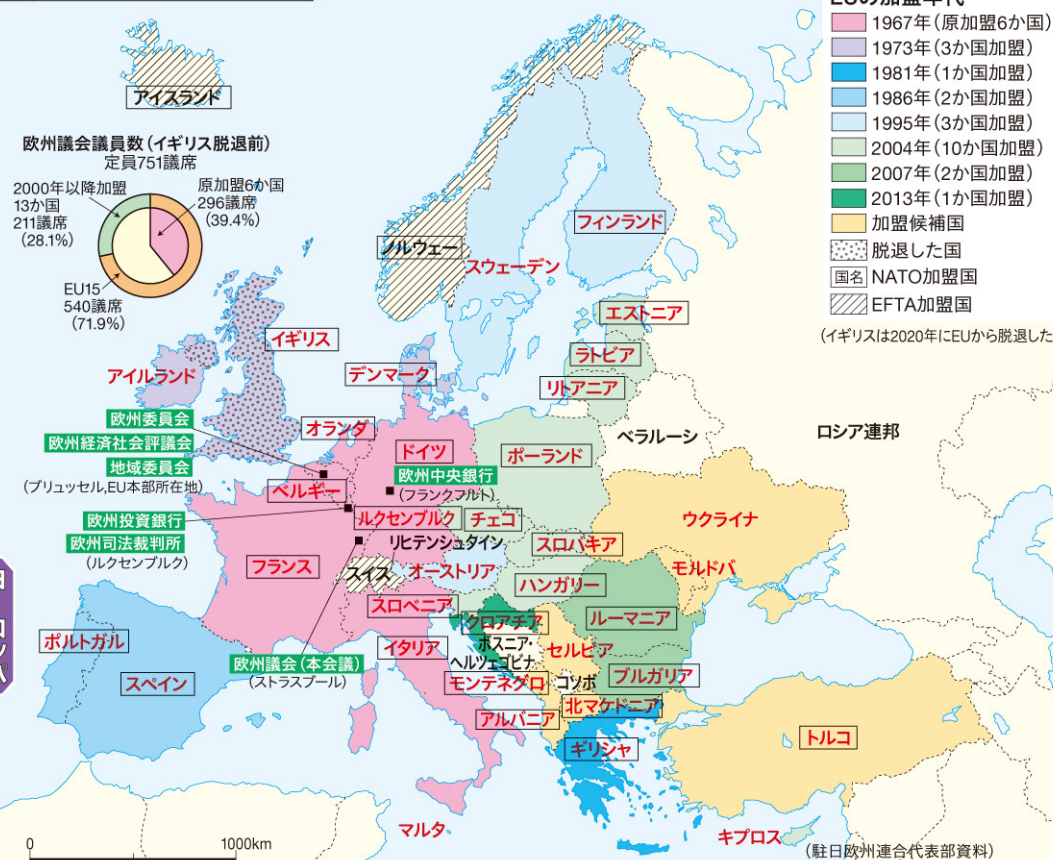 EUの加盟年代
1967年(原加盟6か国)
1973年(3か国加盟)
1981年(1か国加盟)
1986年(2か国加盟)
1995年(3か国加盟)
2004年(10か国加盟)
2007年(2か国加盟)
2013年(1か国加盟)
加盟候補国
脱退した国
国名 NATO加盟国
EFTA加盟国
(イギリスは2020年にEUから脱退した
アイスランド
欧州議会議員数(イギリス脱退前)
定員751議席
2000年以降加盟
13か国
211議席
(28.1%)
原加盟6か国
296議席
(39.4%)
EU15
540議席
(71.9%)
ノルウェー
スウェーデン
フィンランド
エストニア
ラトビア
リトアニア
イギリス
アイルランド
デンマーク
オランダ
欧州委員会
欧州経済社会評議会
地域委員会
(ブリュッセル,EU本部所在地)
ベルギー
ドイツ
欧州中央銀行
(フランクフルト)
ポーランド
ベラルーシ
ロシア連邦
欧州投資銀行
欧州司法裁判所
(ルクセンブルク)
ルクセンブルク
チェコ
リヒテンシュタイン
スロバキア
ウクライナ
フランス
スイス
オーストリア
ハンガリー
モルドバ
スロベニア
クロアチア
ルーマニア
ポルトガル
スペイン
イタリア
ボスニア・
ヘルツェゴビナ
セルビア
欧州議会(本会議)
(ストラスブール)
モンテネグロ
コソボ
ブルガリア
アルバニア
北マケドニア
ギリシャ
トルコ
マルタ
キプロス
0 1000km
(駐日欧州連合代表部資料)